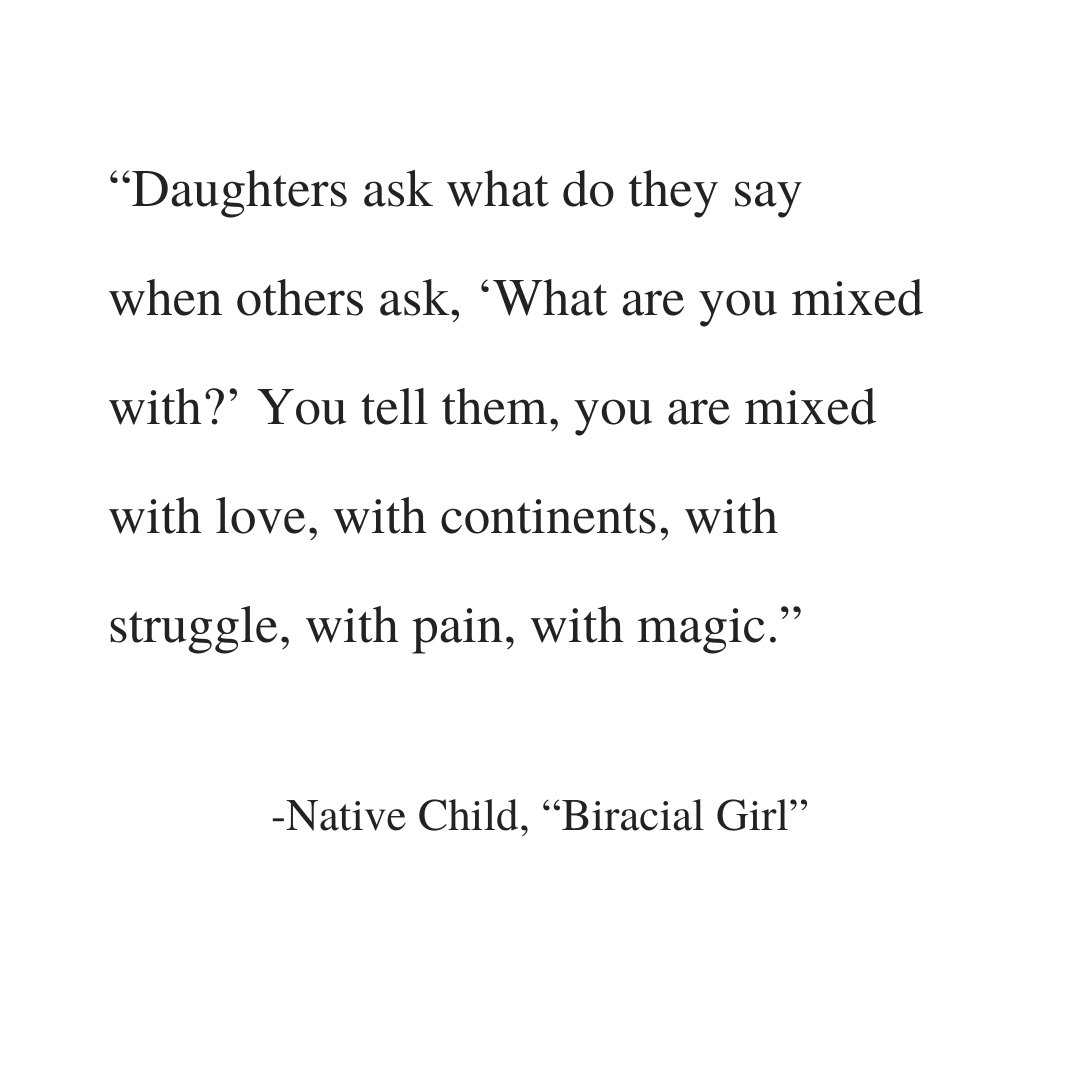 “Daughters ask what do they say
when others ask, ‘What are you mixed
with?’ You tell them, you are mixed
with love, with continents, with
struggle, with pain, with magic.”
-Native Child, “Biracial Girl”